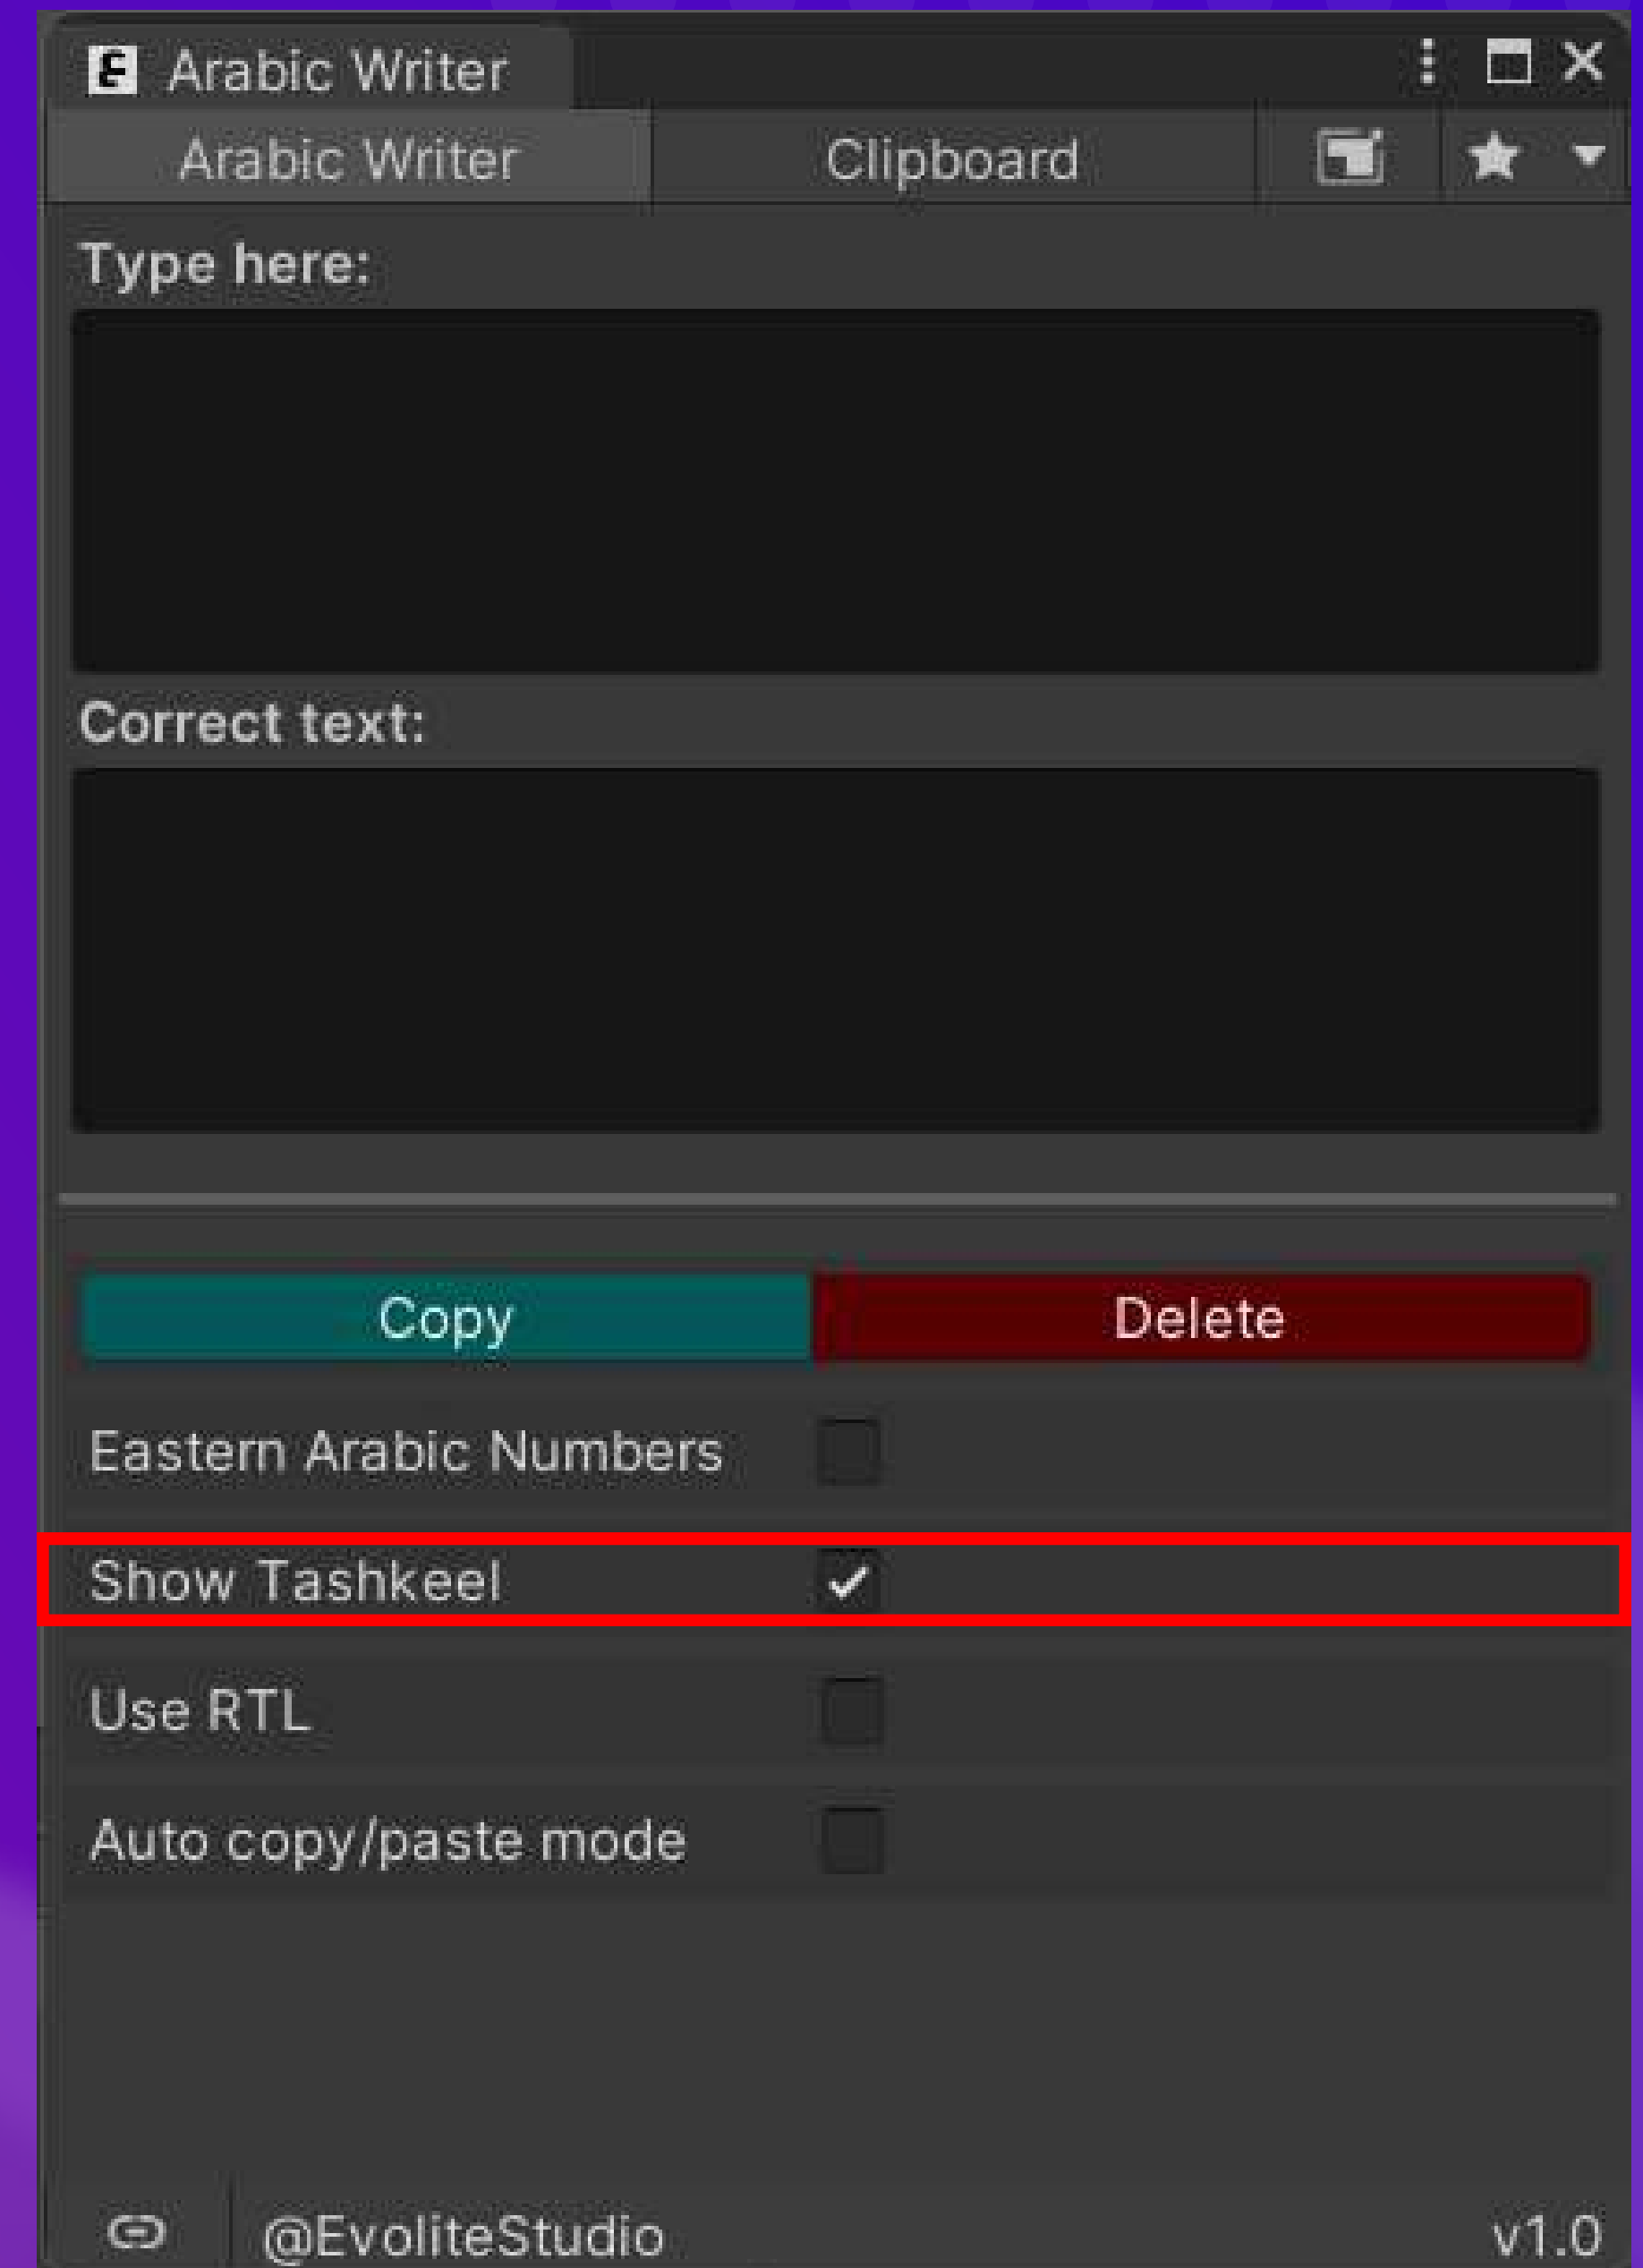 Arabic Writer
Arabic Writer Clipboard
Type here:
Correct text:
Copy Delete
Eastern Arabic Numbers
Show Tashkeel
Use RTL
Auto copy/paste mode
@EvoliteStudio v1.0